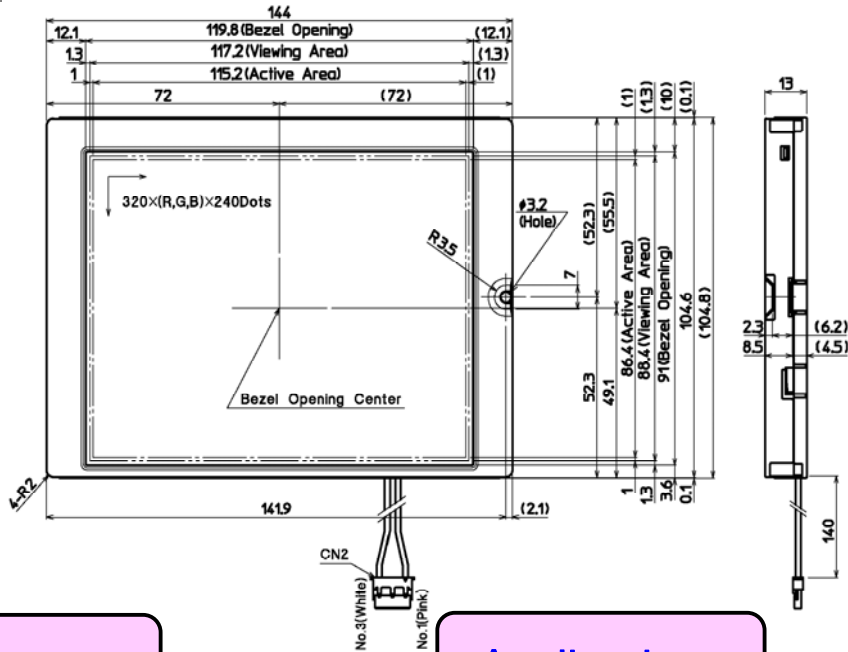 144
12.1 119.8(Bezel Opening) (12.1)
1.3 117.2(Viewing Area) (1.3)
1 115.2(Active Area) (1)
72 (72)
(1)
(1.3)
(10)
(0.1)
13
320×(R,G,B)×240Dots
φ3.2
(Hole)
R3.5
7
(52.3)
(55.5)
86.4(Active Area)
88.4(Viewing Area)
91(Bezel Opening)
104.6
(104.8)
2.3 (6.2)
8.5 (4.5)
52.3
49.1
Bezel Opening Center
4-R2
1
1.3
3.6
0.1
141.9 (2.1)
140
CN2
No.3(White)
No.1(Pink)